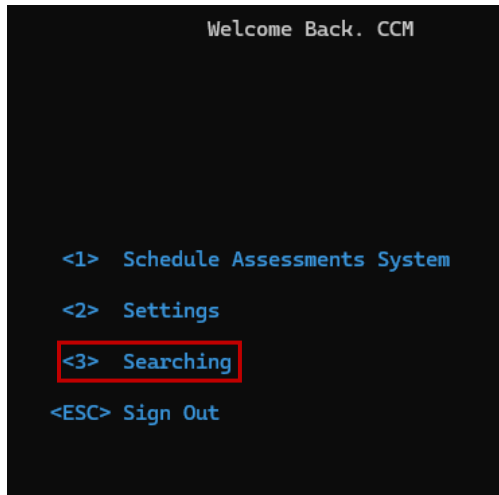 Welcome Back. CCM
<1> Schedule Assessments System
<2> Settings
<3> Searching
<ESC> Sign Out